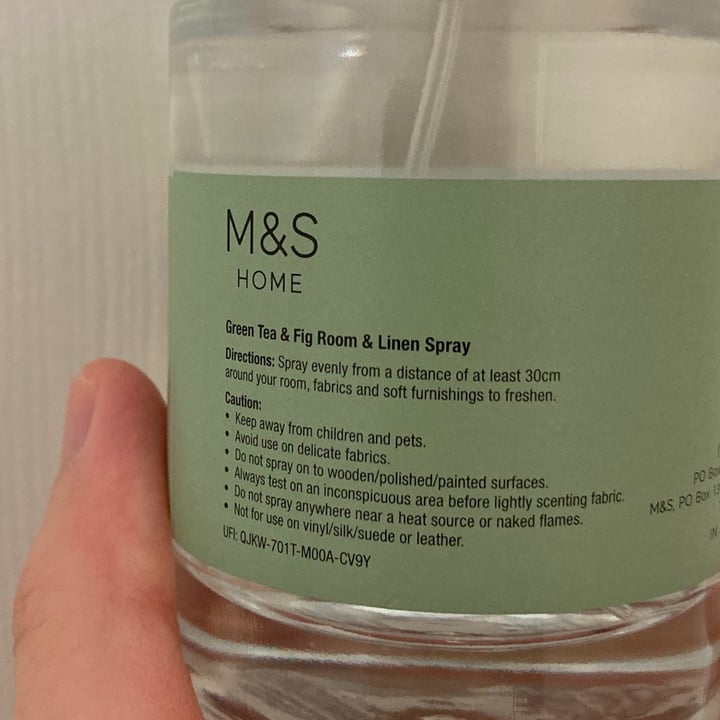 M&S
HOME
Green Tea & Fig Room & Linen Spray
Directions: Spray evenly from a distance of at least 30cm
around your room, fabrics and soft furnishings to freshen.
Caution:
• Keep away from children and pets.
• Avoid use on delicate fabrics.
• Do not spray on to wooden/polished/painted surfaces.
• Always test on an inconspicuous area before lightly scenting fabric.
• Do not spray anywhere near a heat source or naked flames.
• Not for use on vinyl/silk/suede or leather.
UFI: QJKW-701T-M00A-CV9Y
PO
M&S, PO Box
IN